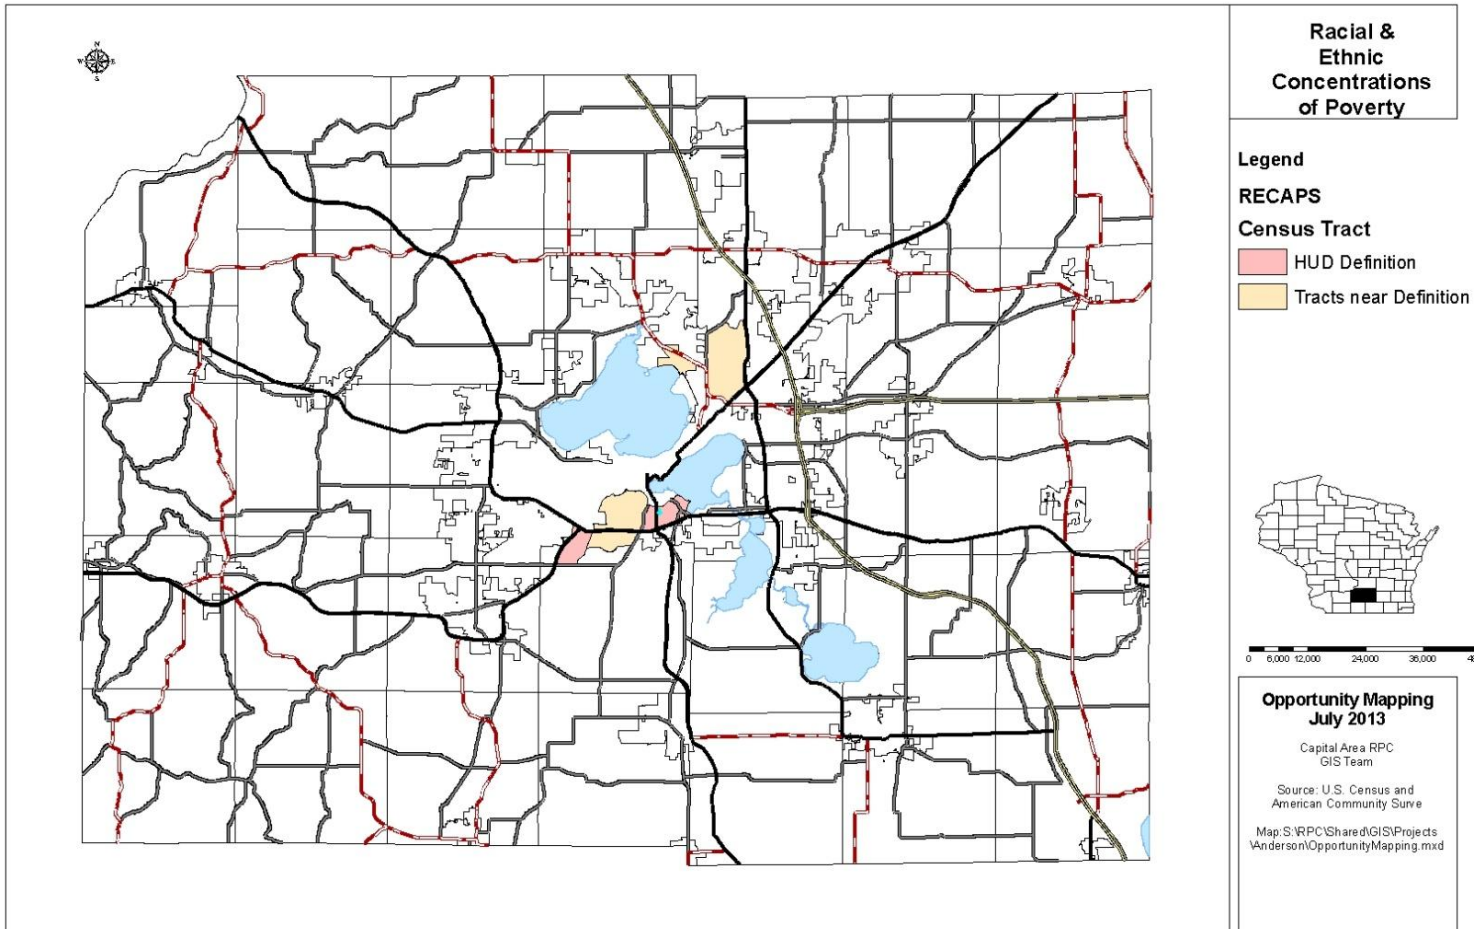 Racial &
Ethnic
Concentrations
of Poverty
N
W E
S
Legend
RECAPS
Census Tract
HUD Definition
Tracts near Definition
0 6,000 12,000 24,000 36,000 48
Opportunity Mapping
July 2013
Capital Area RPC
GIS Team
Source: U.S. Census and
American Community Surve
Map:S:\RPC\Shared\GIS\Projects
\Anderson\OpportunityMapping.mxd